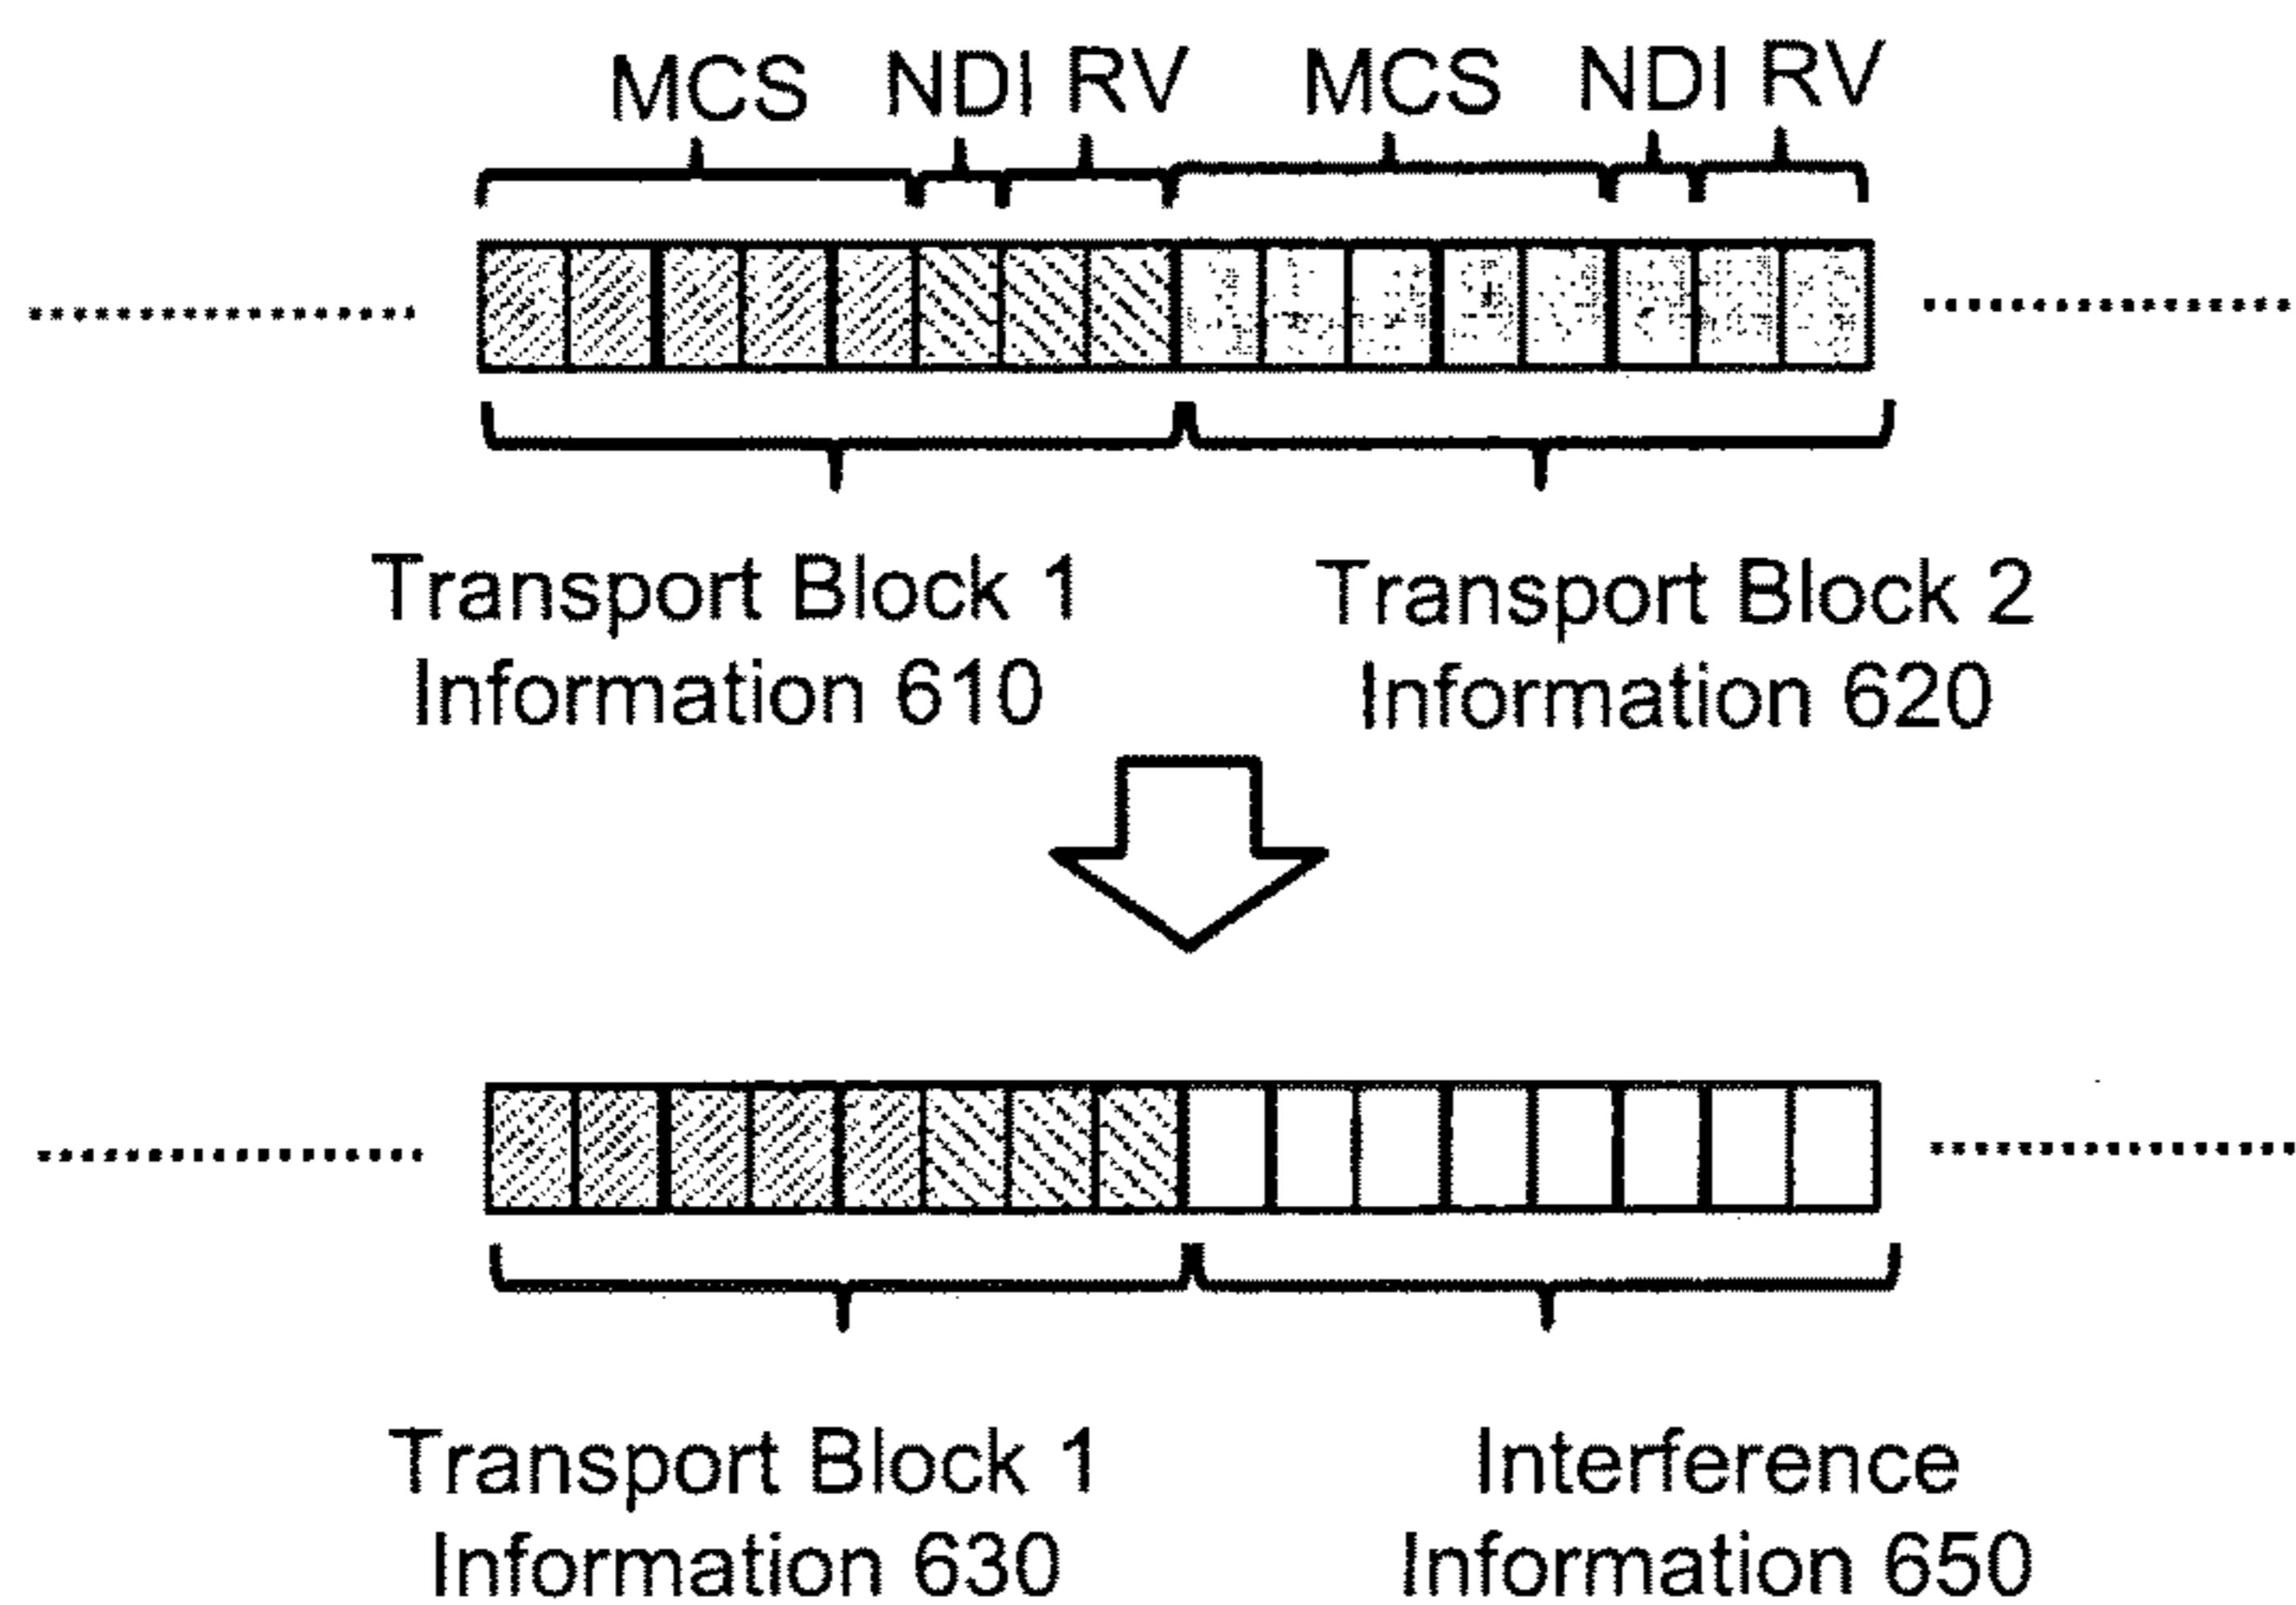 MCS NDI RV MCS NDI RV
Transport Block 1 Transport Block 2
Information 610 Information 620
Transport Block 1 Interference
Information 630 Information 650